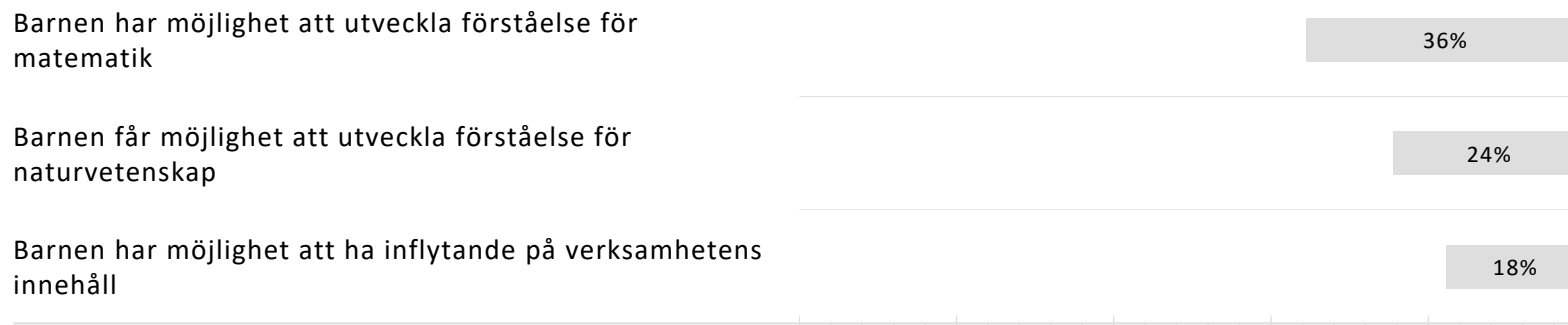 Barnen har möjlighet att utveckla förståelse för
matematik
36%
Barnen får möjlighet att utveckla förståelse för
naturvetenskap
24%
Barnen har möjlighet att ha inflytande på verksamhetens
innehåll
18%